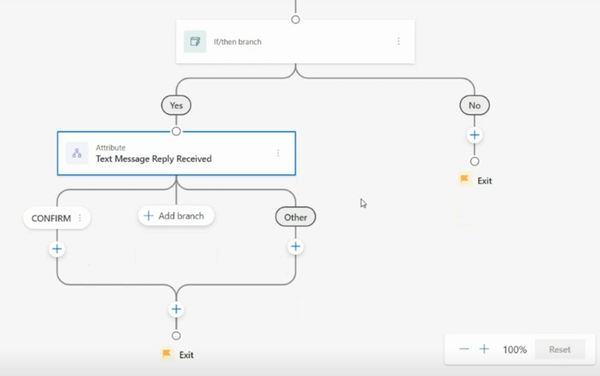 If/then branch
Yes
No
Attribute
Text Message Reply Received
Exit
CONFIRM
Add branch
Other
Exit
100%
Reset